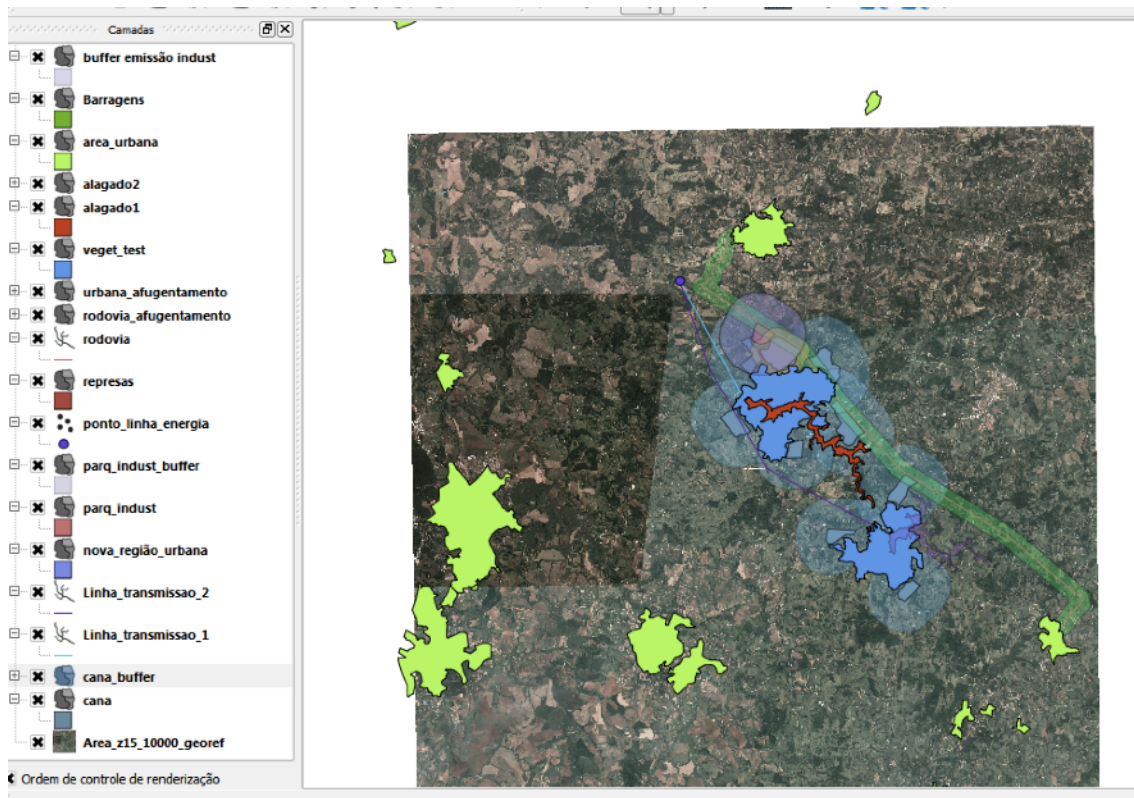 Camadas
buffer emissão indust
Barragens
area_urbana
alagado2
alagado1
veget_test
urbana_afugentamento
rodovia_afugentamento
rodovia
represas
ponto_linha_energia
parq_indust_buffer
parq_indust
nova_região_urbana
Linha_transmissao_2
Linha_transmissao_1
cana_buffer
cana
Area_z15_10000_georef
Ordem de controle de renderização